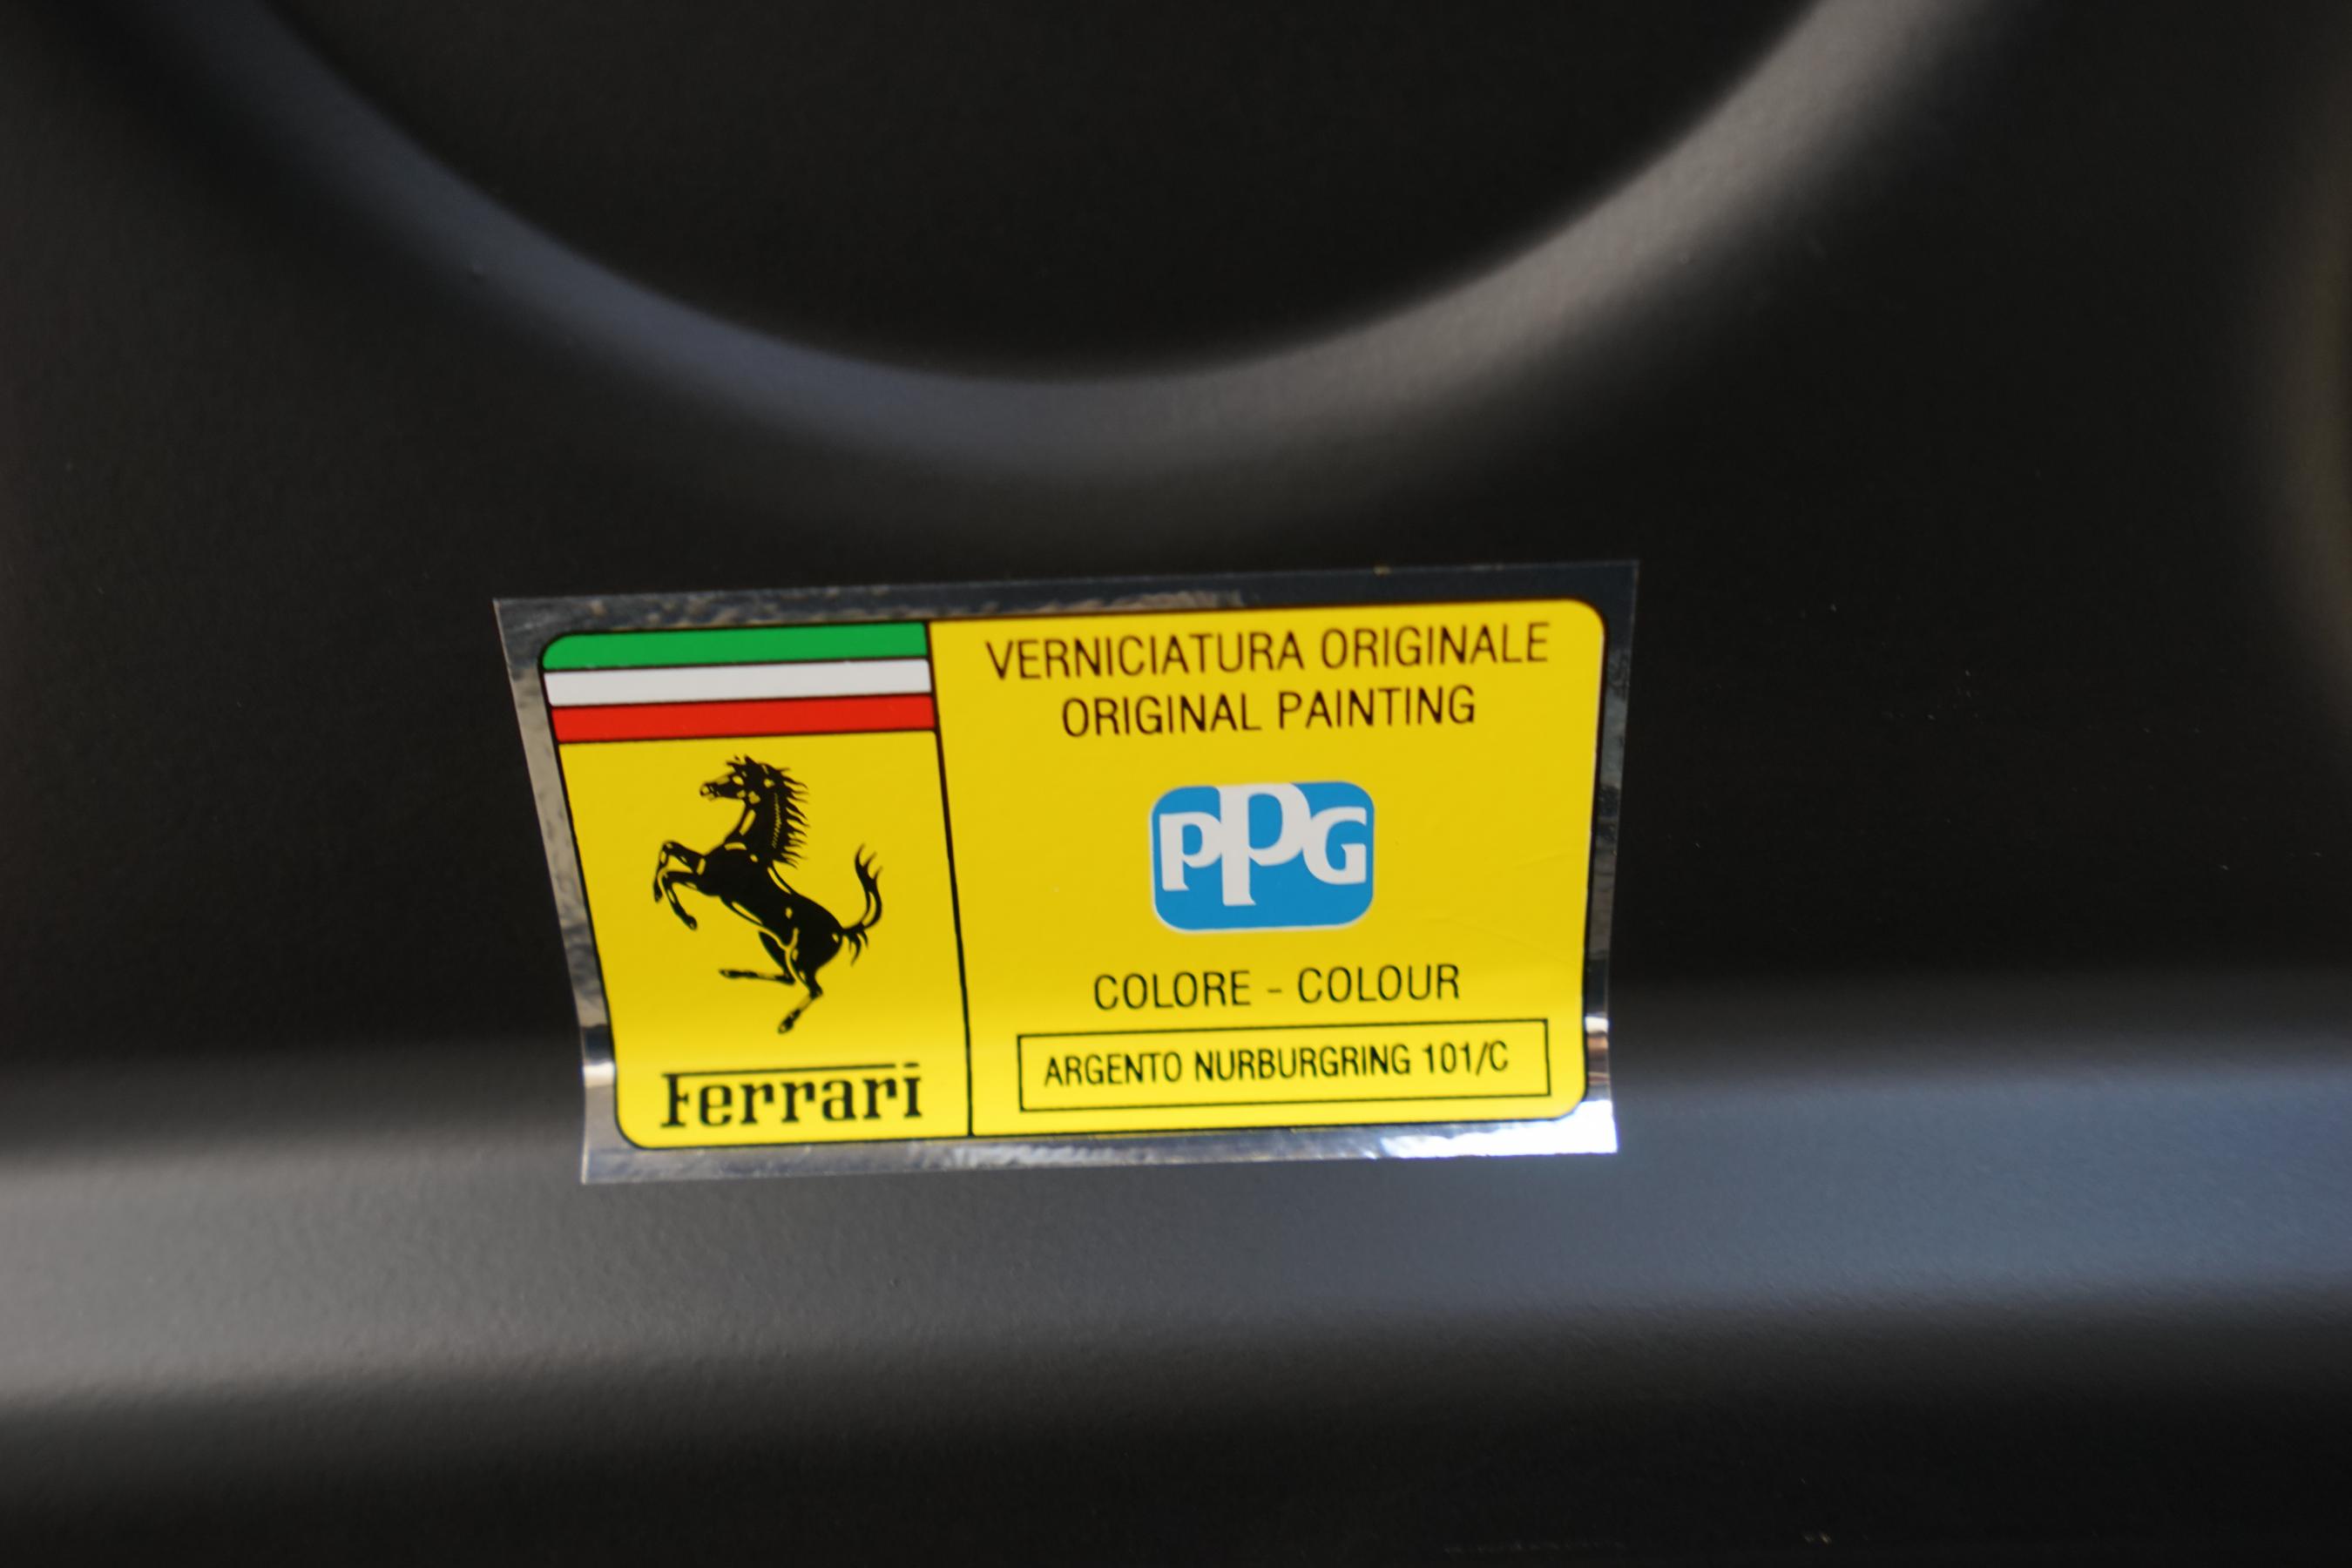 VERNICIATURA ORIGINALE
ORIGINAL PAINTING
PPG
COLORE - COLOUR
ARGENTO NURBURGRING 101/C
Ferrari